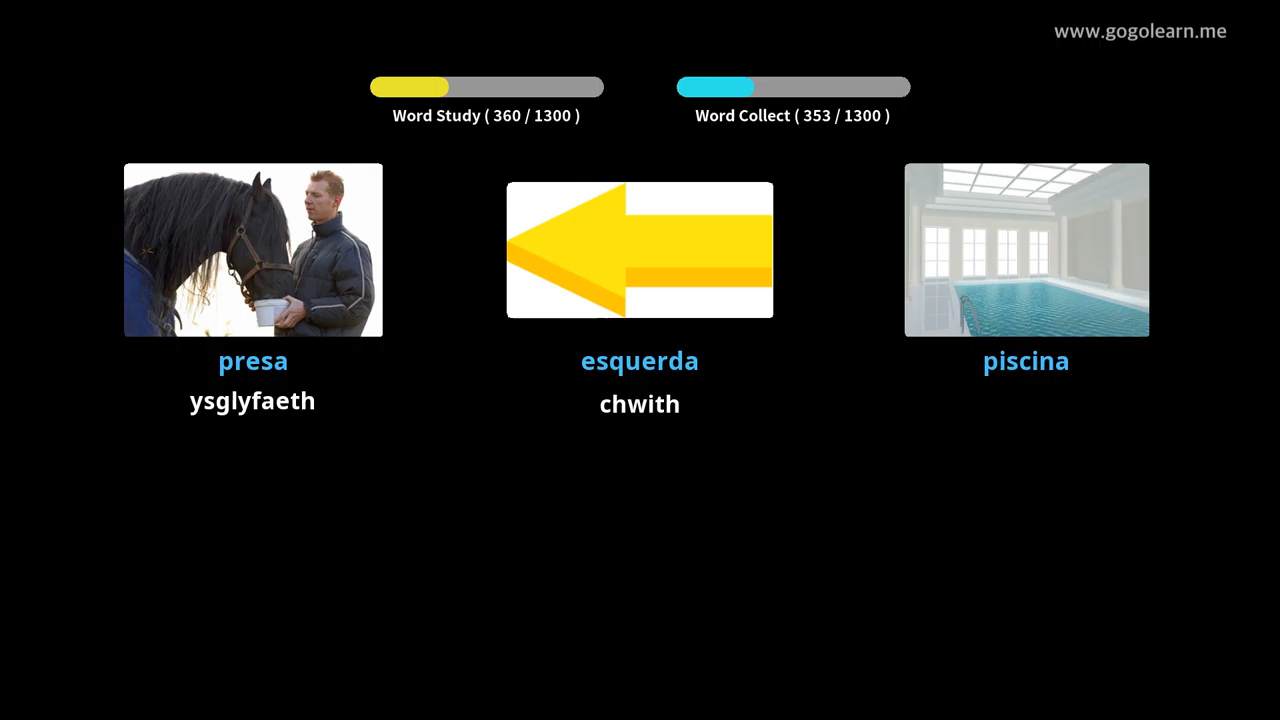 www.gogolearn.me
Word Study ( 360 / 1300 )
Word Collect ( 353 / 1300 )
presa
esquerda
piscina
ysglyfaeth
chwith